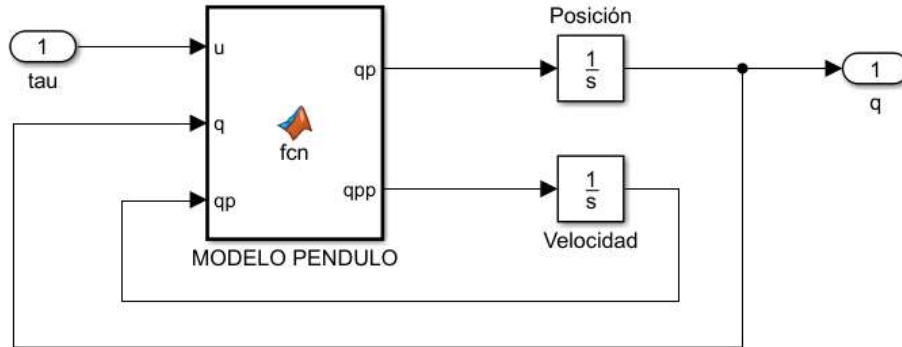 Posición
1
tau
u
qp
1
s
1
q
q
fcn
qp
qpp
1
s
MODELO PENDULO
Velocidad